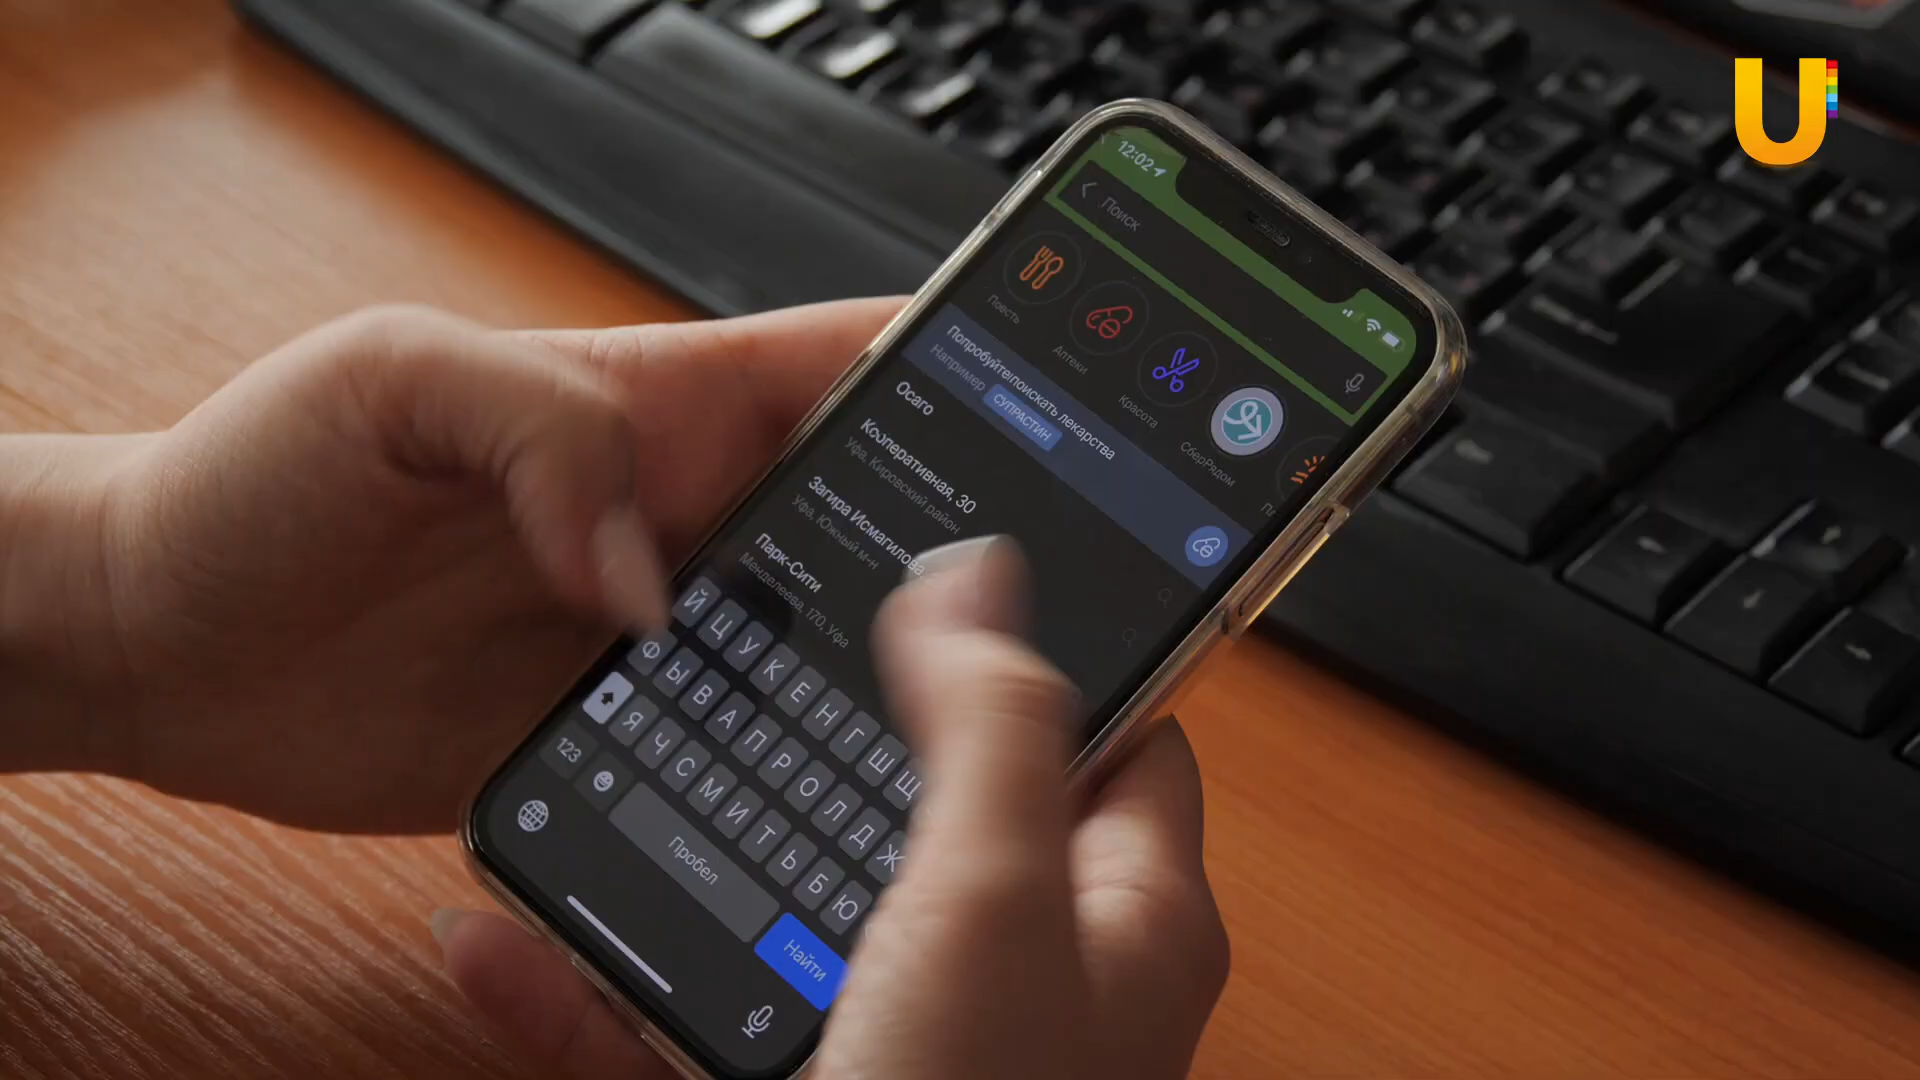 U
12:02
Поиск
Поесть
Аптеки
Красота
СберРядом
Попробуйте поискать лекарства
Например СУПРАСТИН
Осаго
Кооперативная, 30
Уфа, Кировский район
Загира Исмагилова
Уфа, Южный м-н
Парк-Сити
Менделеева, 170, Уфа
Й Ц У К Е Н Г Ш Щ
Ф Ы В А П Р О Л Д Ж
Я Ч С М И Т Ь Б Ю
123
Пробел
Найти